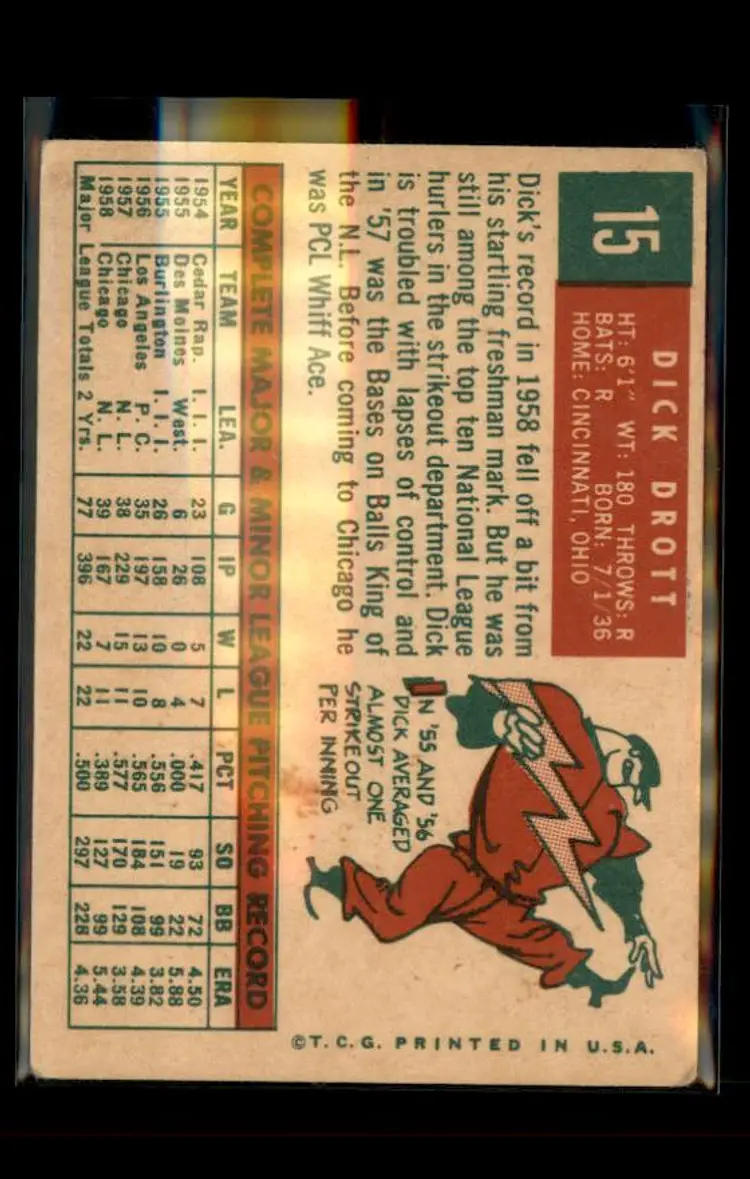 15
DICK DROTT
HT: 6'1" WT: 180 THROWS: R
BATS: R BORN: 7/1/36
HOME: CINCINNATI, OHIO
Dick's record in 1958 fell off a bit from
his startling freshman mark. But he was
still among the top ten National League
hurlers in the strikeout department. Dick
is troubled with lapses of control and
in '57 was the Bases on Balls King of
the N.L. Before coming to Chicago he
was PCL Whiff Ace.
IN '55 AND '56
DICK AVERAGED
ALMOST ONE
STRIKEOUT
PER INNING
COMPLETE MAJOR & MINOR LEAGUE PITCHING RECORD
YEAR TEAM LEA. G IP W L PCT SO BB ERA
1954 Cedar Rap. I. I. I. 23 108 5 7 .417 93 72 4.50
1955 Des Moines West. 6 26 0 4 .000 19 22 5.88
1955 Burlington I. I. I. 26 158 10 8 .556 151 99 3.82
1956 Los Angeles P. C. 35 197 13 10 .565 184 108 4.39
1957 Chicago N. L. 38 229 15 11 .577 170 129 3.58
1958 Chicago N. L. 39 167 7 11 .389 127 99 5.44
Major League Totals 2 Yrs. 77 396 22 22 .500 297 228 4.36
©T. C. G. PRINTED IN U.S.A.